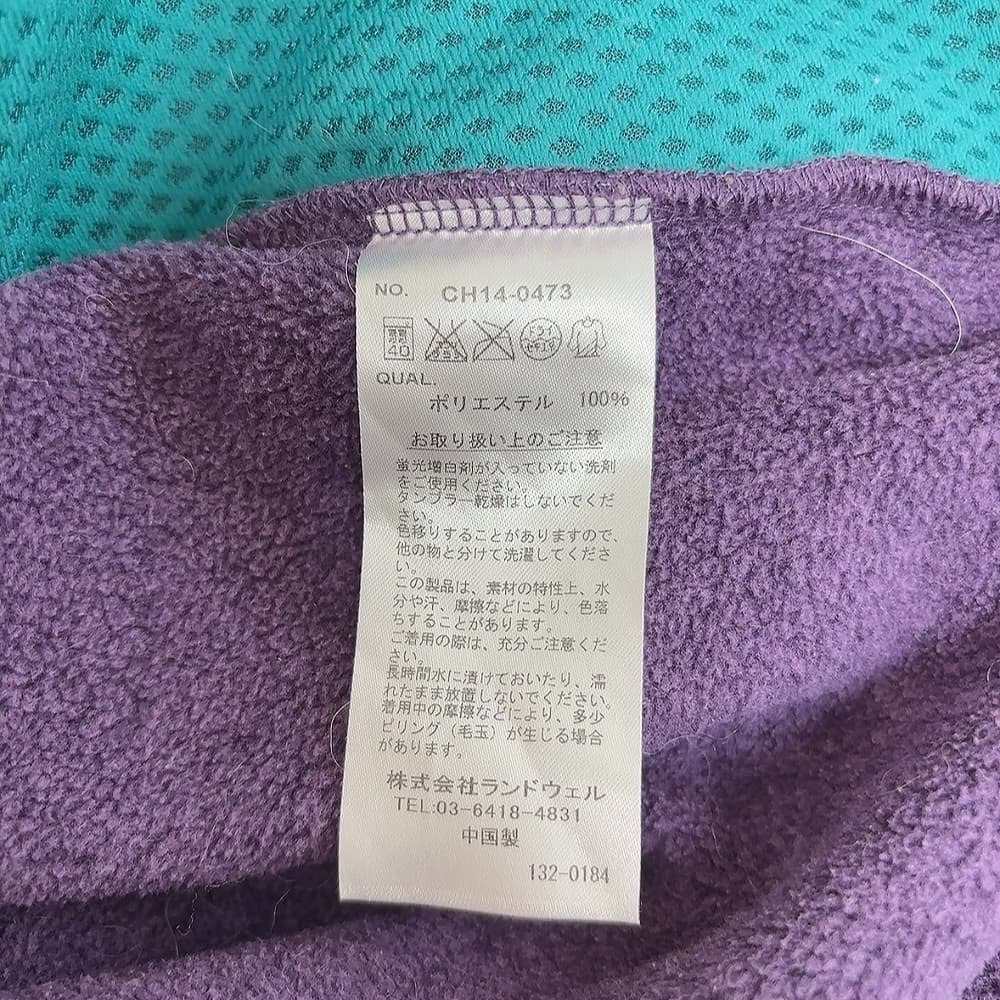 NO. CH14-0473
40
QUAL.
ポリエステル 100%
お取り扱い上のご注意
蛍光増白剤が入っていない洗剤
をご使用ください。
タンブラー乾燥はしないでくだ
さい。
色移りすることがありますので、
他の物と分けて洗濯してくださ
い。
この製品は、素材の特性上、水
分や汗、摩擦などにより、色落
ちすることがあります。
ご着用の際は、充分ご注意くだ
さい。
長時間水に漬けておいたり、濡
れたまま放置しないでください。
着用中の摩擦などにより、多少
ピリング（毛玉）が生じる場合
があります。
株式会社ランドウェル
TEL:03-6418-4831
中国製
132-0184